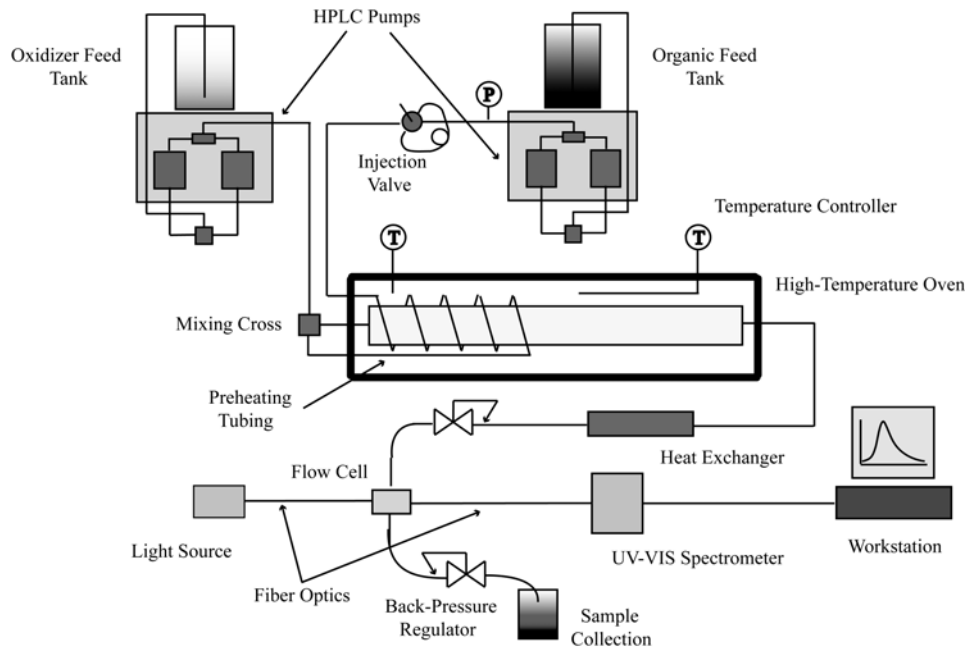 HPLC Pumps
Oxidizer Feed
Tank
Organic Feed
Tank
P
Injection
Valve
Temperature Controller
T
T
High-Temperature Oven
Mixing Cross
Preheating
Tubing
Heat Exchanger
Flow Cell
Light Source
UV-VIS Spectrometer
Workstation
Fiber Optics
Back-Pressure
Regulator
Sample
Collection